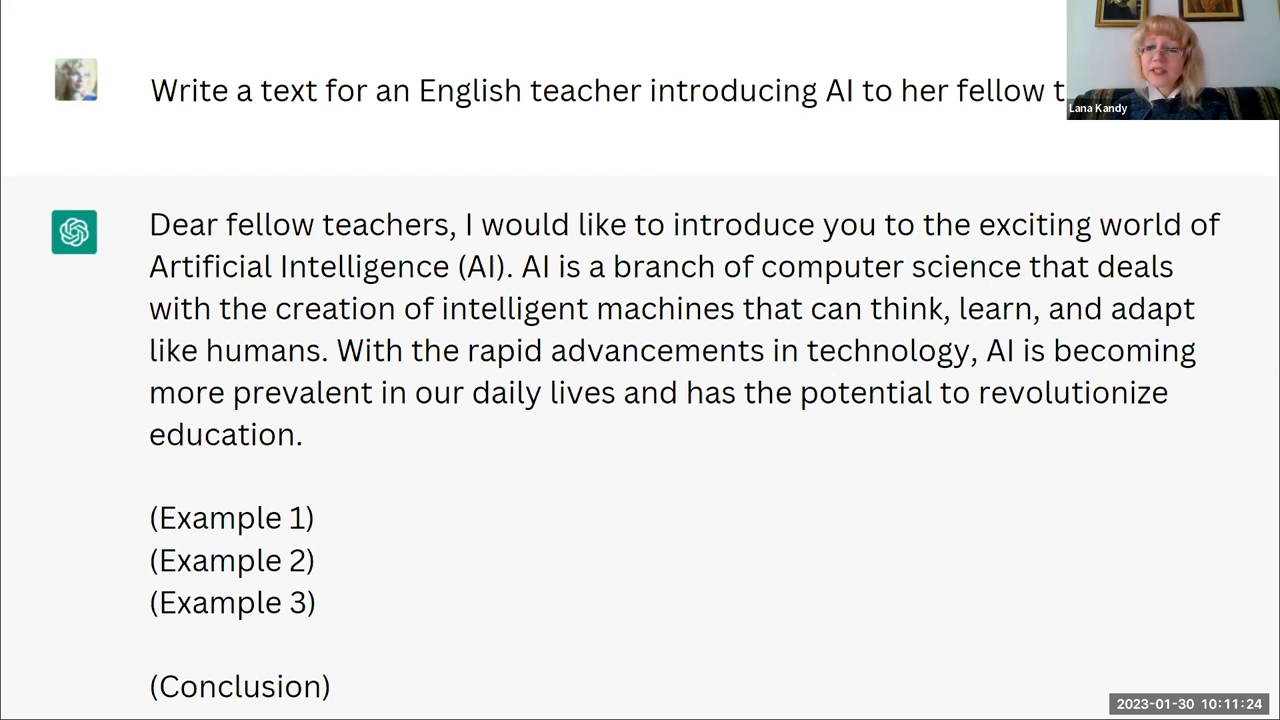 Write a text for an English teacher introducing AI to her fellow t
Lana Kandy
Dear fellow teachers, I would like to introduce you to the exciting world of
Artificial Intelligence (AI). AI is a branch of computer science that deals
with the creation of intelligent machines that can think, learn, and adapt
like humans. With the rapid advancements in technology, AI is becoming
more prevalent in our daily lives and has the potential to revolutionize
education.
(Example 1)
(Example 2)
(Example 3)
(Conclusion)
2023-01-30 10:11:24